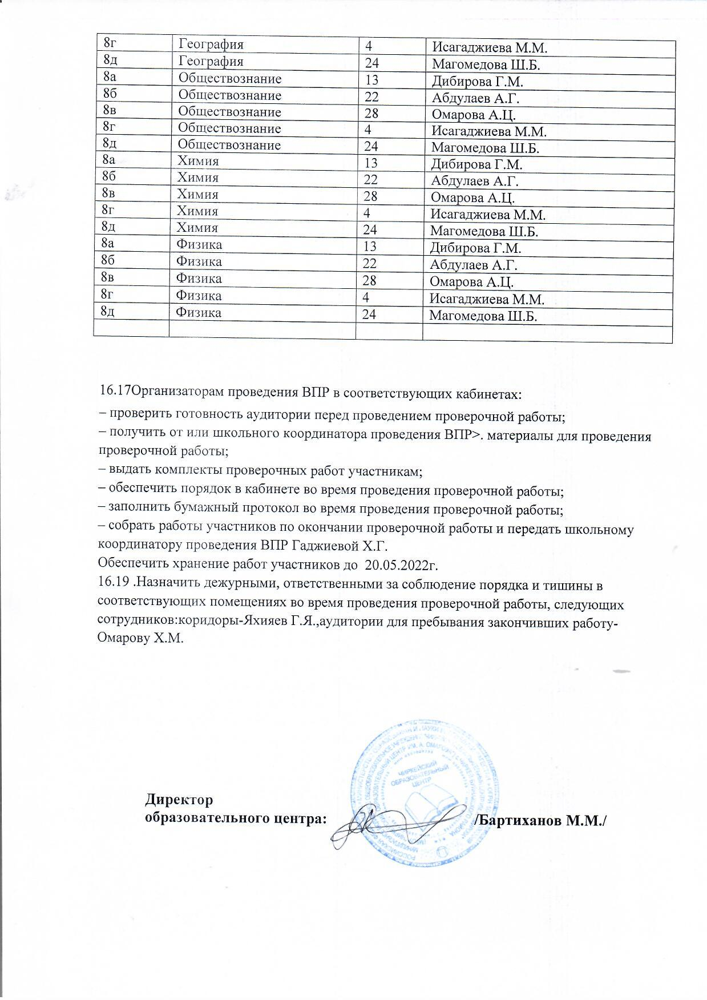 8г География 4 Исагаджиева М.М.
8д География 24 Магомедова Ш.Б.
8а Обществознание 13 Дибирова Г.М.
8б Обществознание 22 Абдулаев А.Г.
8в Обществознание 28 Омарова А.Ц.
8г Обществознание 4 Исагаджиева М.М.
8д Обществознание 24 Магомедова Ш.Б.
8а Химия 13 Дибирова Г.М.
8б Химия 22 Абдулаев А.Г.
8в Химия 28 Омарова А.Ц.
8г Химия 4 Исагаджиева М.М.
8д Химия 24 Магомедова Ш.Б.
8а Физика 13 Дибирова Г.М.
8б Физика 22 Абдулаев А.Г.
8в Физика 28 Омарова А.Ц.
8г Физика 4 Исагаджиева М.М.
8д Физика 24 Магомедова Ш.Б.
16.17Организаторам проведения ВПР в соответствующих кабинетах:
– проверить готовность аудитории перед проведением проверочной работы;
– получить от или школьного координатора проведения ВПР>. материалы для проведения
проверочной работы;
– выдать комплекты проверочных работ участникам;
– обеспечить порядок в кабинете во время проведения проверочной работы;
– заполнить бумажный протокол во время проведения проверочной работы;
– собрать работы участников по окончании проверочной работы и передать школьному
координатору проведения ВПР Гаджиевой Х.Г.
Обеспечить хранение работ участников до 20.05.2022г.
16.19 .Назначить дежурными, ответственными за соблюдение порядка и тишины в
соответствующих помещениях во время проведения проверочной работы, следующих
сотрудников:коридоры-Яхияев Г.Я.,аудитории для пребывания закончивших работу-
Омарову Х.М.
ЧИРКЕЙСКИЙ
ОБРАЗОВАТЕЛЬНЫЙ
ЦЕНТР
Директор
образовательного центра: /Бартиханов М.М./